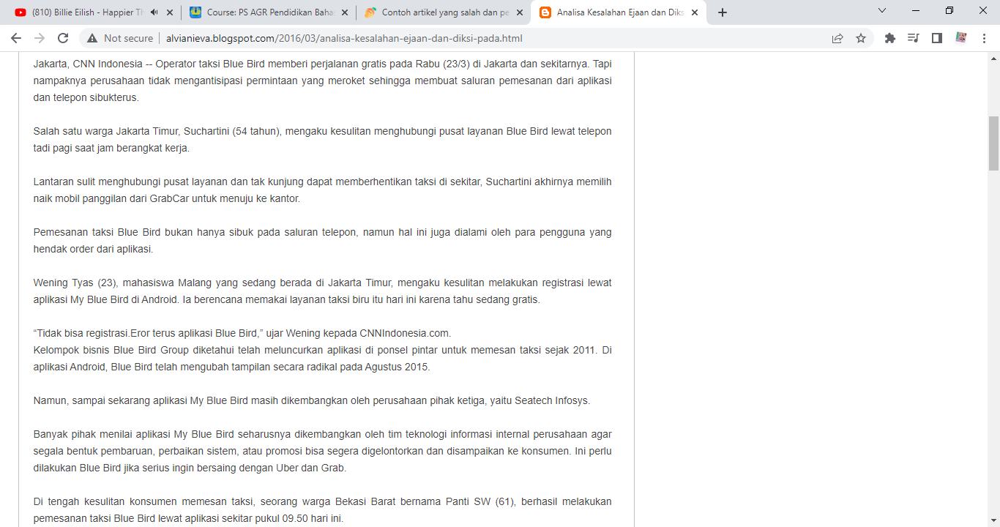 (810) Billie Eilish - Happier Th
Course: PS AGR Pendidikan Baha
Contoh artikel yang salah dan pe
Analisa Kesalahan Ejaan dan Diks
Not secure
alvianieva.blogspot.com/2016/03/analisa-kesalahan-ejaan-dan-diksi-pada.html
Jakarta, CNN Indonesia -- Operator taksi Blue Bird memberi perjalanan gratis pada Rabu (23/3) di Jakarta dan sekitarnya. Tapi
nampaknya perusahaan tidak mengantisipasi permintaan yang meroket sehingga membuat saluran pemesanan dari aplikasi
dan telepon sibukterus.
Salah satu warga Jakarta Timur, Suchartini (54 tahun), mengaku kesulitan menghubungi pusat layanan Blue Bird lewat telepon
tadi pagi saat jam berangkat kerja.
Lantaran sulit menghubungi pusat layanan dan tak kunjung dapat memberhentikan taksi di sekitar, Suchartini akhirnya memilih
naik mobil panggilan dari GrabCar untuk menuju ke kantor.
Pemesanan taksi Blue Bird bukan hanya sibuk pada saluran telepon, namun hal ini juga dialami oleh para pengguna yang
hendak order dari aplikasi.
Wening Tyas (23), mahasiswa Malang yang sedang berada di Jakarta Timur, mengaku kesulitan melakukan registrasi lewat
aplikasi My Blue Bird di Android. Ia berencana memakai layanan taksi biru itu hari ini karena tahu sedang gratis.
“Tidak bisa registrasi.Eror terus aplikasi Blue Bird,” ujar Wening kepada CNNIndonesia.com.
Kelompok bisnis Blue Bird Group diketahui telah meluncurkan aplikasi di ponsel pintar untuk memesan taksi sejak 2011. Di
aplikasi Android, Blue Bird telah mengubah tampilan secara radikal pada Agustus 2015.
Namun, sampai sekarang aplikasi My Blue Bird masih dikembangkan oleh perusahaan pihak ketiga, yaitu Seatech Infosys.
Banyak pihak menilai aplikasi My Blue Bird seharusnya dikembangkan oleh tim teknologi informasi internal perusahaan agar
segala bentuk pembaruan, perbaikan sistem, atau promosi bisa segera digelontorkan dan disampaikan ke konsumen. Ini perlu
dilakukan Blue Bird jika serius ingin bersaing dengan Uber dan Grab.
Di tengah kesulitan konsumen memesan taksi, seorang warga Bekasi Barat bernama Panti SW (61), berhasil melakukan
pemesanan taksi Blue Bird lewat aplikasi sekitar pukul 09.50 hari ini.